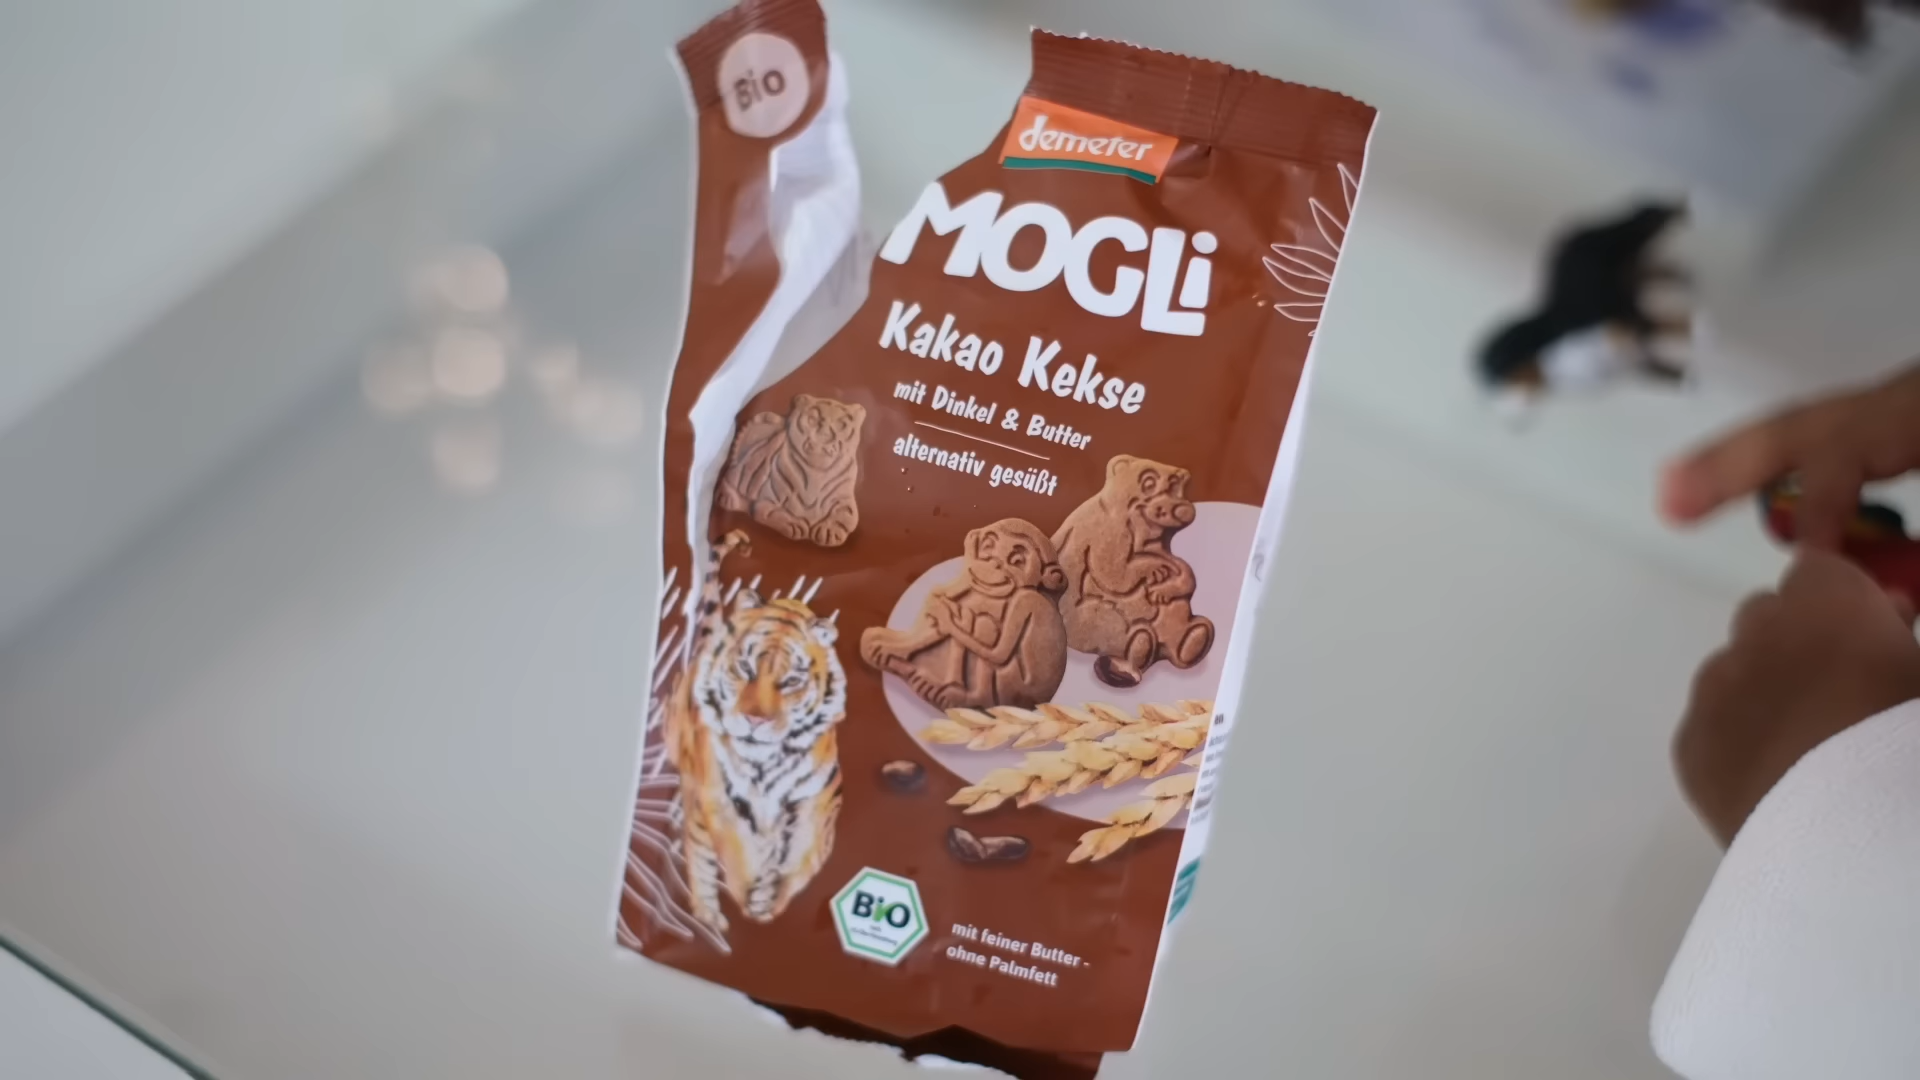 Bio
demeter
MOGLi
Kakao Kekse
mit Dinkel & Butter
alternativ gesüßt
BiO
mit feiner Butter -
ohne Palmfett